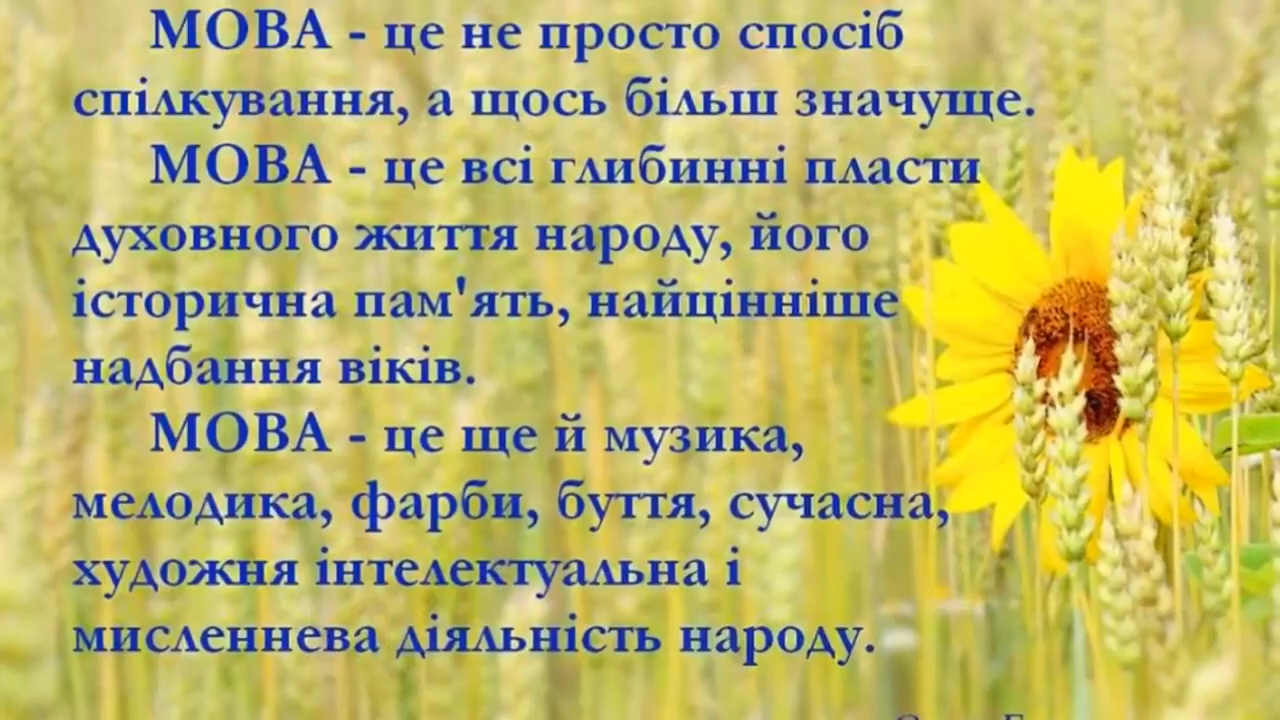 МОВА - це не просто спосіб
спілкування, а щось більш значуще.
МОВА - це всі глибинні пласти
духовного життя народу, його
історична пам'ять, найцінніше
надбання віків.
МОВА - це ще й музика,
мелодика, фарби, буття, сучасна,
художня інтелектуальна і
мисленнева діяльність народу.